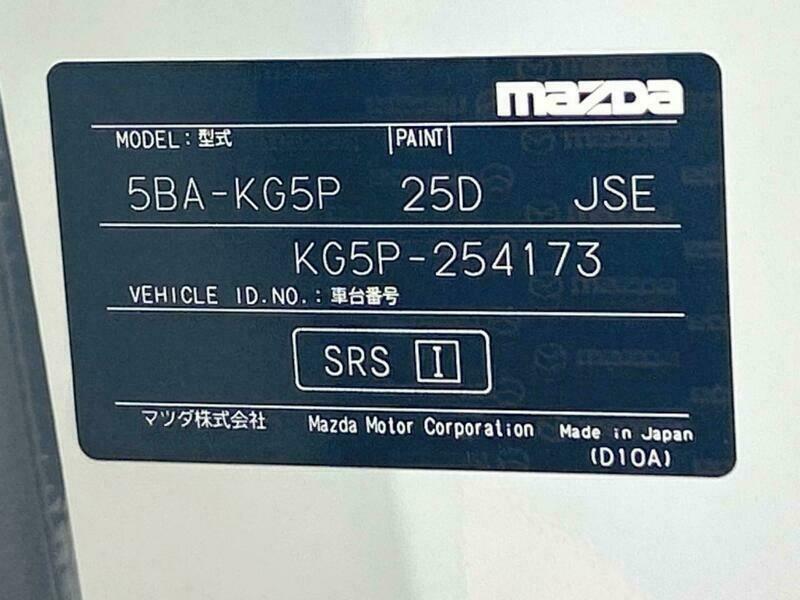 mazda
MODEL:型式 PAINT
5BA-KG5P 25D JSE
KG5P-254173
VEHICLE ID.NO.:車台番号
SRS I
マツダ株式会社 Mazda Motor Corporation Made in Japan
(D10A)